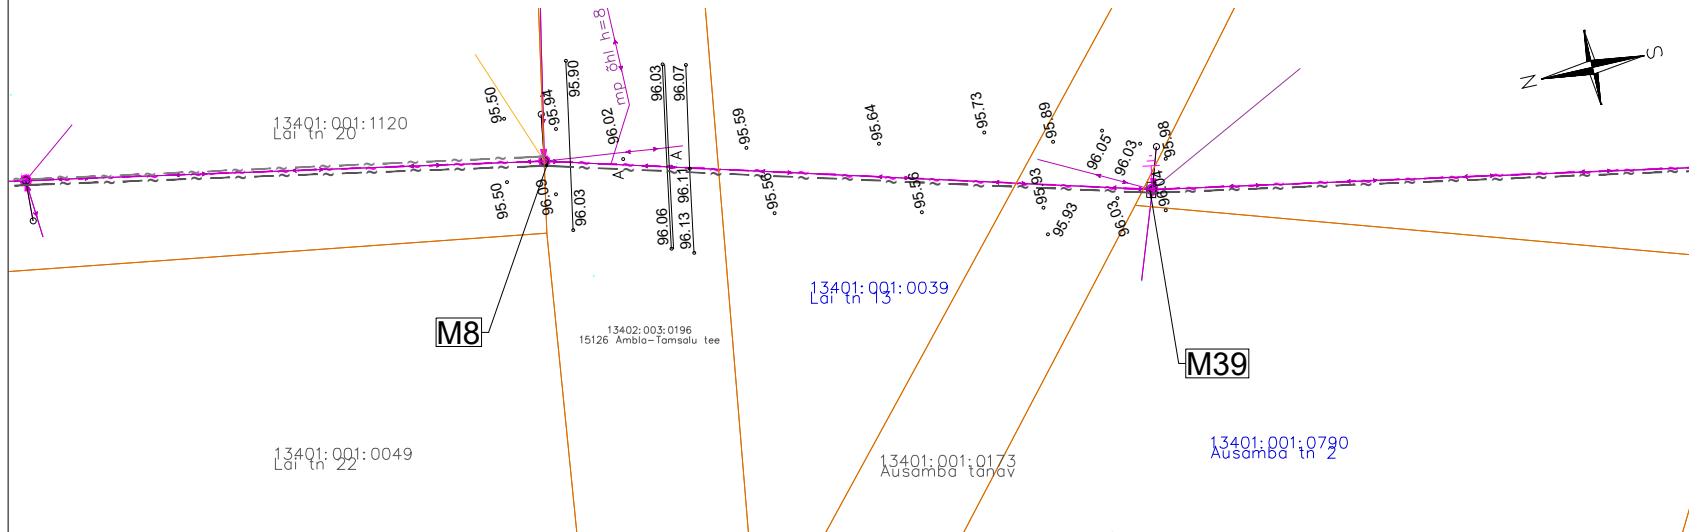 mp õhl h=8
N
S
95.50
95.94
95.90
96.02
96.03
96.07
95.59
95.64
95.73
95.89
96.05
96.03
95.98
13401:001:1120
Lai tn 20
A
A
95.50
96.09
96.03
96.06
96.13
96.11
95.56
95.56
95.93
95.93
96.03
96.04
13401:001:0039
Lai tn 13
M8
13402:003:0196
15126 Ambla-Tamsalu tee
M39
13401:001:0049
Lai tn 22
13401:001:0173
Ausamba tänav
13401:001:0790
Ausamba tn 2